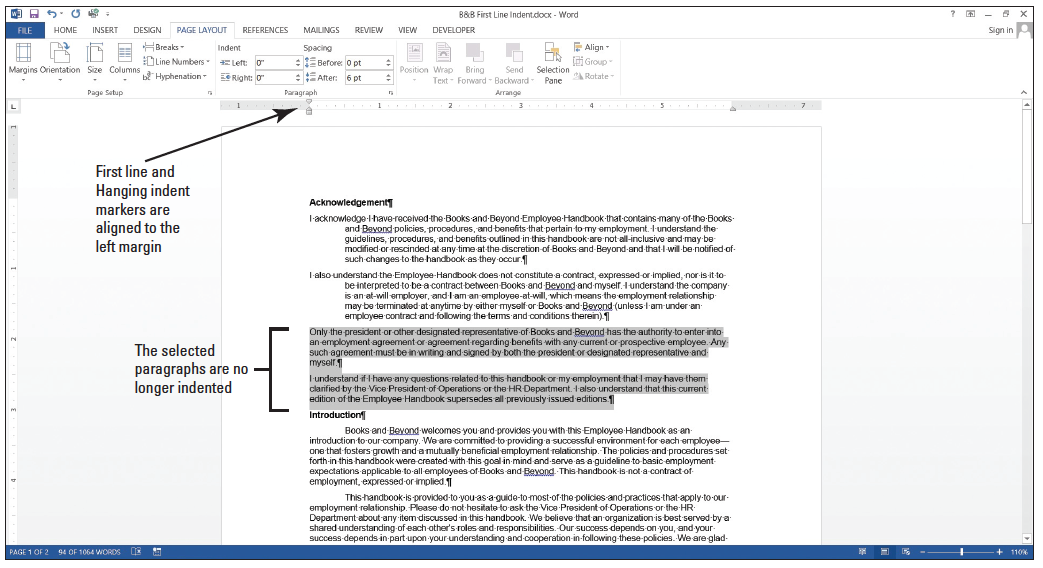 B&B First Line Indent.docx - Word
Sign in
FILE HOME INSERT DESIGN PAGE LAYOUT REFERENCES MAILINGS REVIEW VIEW DEVELOPER
Margins Orientation Size Columns
Breaks
Line Numbers
Hyphenation
Page Setup
Indent Spacing
Left: 0" Before: 0 pt
Right: 0" After: 6 pt
Paragraph
Position Wrap Text Bring Forward Send Backward Selection Pane
Align
Group
Rotate
Arrange
1 1 2 3 4 5 7
First line and
Hanging indent
markers are
aligned to the
left margin
Acknowledgement¶
I·acknowledge·I·have·received·the·Books·and·Beyond·Employee·Handbook·that·contains·many·of·the·Books·
and·Beyond·policies,·procedures,·and·benefits·that·pertain·to·my·employment.·I·understand·the·
guidelines,·procedures,·and·benefits·outlined·in·this·handbook·are·not·all-inclusive·and·may·be·
modified·or·rescinded·at·any·time·at·the·discretion·of·Books·and·Beyond·and·that·I·will·be·notified·of·
such·changes·to·the·handbook·as·they·occur.¶
I·also·understand·the·Employee·Handbook·does·not·constitute·a·contract,·expressed·or·implied,·nor·is·it·to·
be·interpreted·to·be·a·contract·between·Books·and·Beyond·and·myself.·I·understand·the·company·
is·an·at-will·employer,·and·I·am·an·employee·at-will,·which·means·the·employment·relationship·
may·be·terminated·at·anytime·by·either·myself·or·Books·and·Beyond·(unless·I·am·under·an·
employee·contract·and·following·the·terms·and·conditions·therein).¶
The selected
paragraphs are no
longer indented
Only·the·president·or·other·designated·representative·of·Books·and·Beyond·has·the·authority·to·enter·into·
an·employment·agreement·or·agreement·regarding·benefits·with·any·current·or·prospective·employee.·Any·
such·agreement·must·be·in·writing·and·signed·by·both·the·president·or·designated·representative·and·
myself.¶
I·understand·if·I·have·any·questions·related·to·this·handbook·or·my·employment·that·I·may·have·them·
clarified·by·the·Vice·President·of·Operations·or·the·HR·Department.·I·also·understand·that·this·current·
edition·of·the·Employee·Handbook·supersedes·all·previously·issued·editions.¶
Introduction¶
Books·and·Beyond·welcomes·you·and·provides·you·with·this·Employee·Handbook·as·an·
introduction·to·our·company.·We·are·committed·to·providing·a·successful·environment·for·each·employee—
one·that·fosters·growth·and·a·mutually·beneficial·employment·relationship.·The·policies·and·procedures·set·
forth·in·this·handbook·were·created·with·this·goal·in·mind·and·serve·as·a·guideline·to·basic·employment·
expectations·applicable·to·all·employees·of·Books·and·Beyond.·This·handbook·is·not·a·contract·of·
employment,·expressed·or·implied.¶
This·handbook·is·provided·to·you·as·a·guide·to·most·of·the·policies·and·practices·that·apply·to·our·
employment·relationship.·Please·do·not·hesitate·to·ask·the·Vice·President·of·Operations·or·the·HR·
Department·about·any·item·discussed·in·this·handbook.·We·believe·that·an·organization·is·best·served·by·a·
shared·understanding·of·each·other's·roles·and·responsibilities.·Our·success·depends·on·you,·and·your·
success·depends·in·part·upon·your·understanding·and·cooperation·in·following·these·policies.·We·are·glad·
1
1
2
3
4
PAGE 1 OF 2 94 OF 1064 WORDS 110%